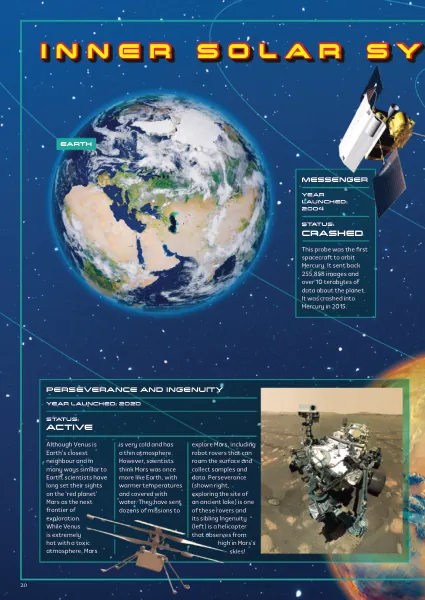 INNER SOLAR SY
EARTH
MESSENGER
YEAR
LAUNCHED:
2004
STATUS:
CRASHED
This probe was the first
spacecraft to orbit
Mercury. It sent back
255,858 images and
over 10 terabytes of
data about the planet.
It was crashed into
Mercury in 2015.
PERSEVERANCE AND INGENUITY
YEAR LAUNCHED: 2020
STATUS:
ACTIVE
Although Venus is
Earth's closest
neighbour and in
many ways similar to
Earth, scientists have
long set their sights
on the 'red planet'
Mars as the next
frontier of
exploration.
While Venus
is extremely
hot with a toxic
atmosphere, Mars
is very cold and has
a thin atmosphere.
However, scientists
think Mars was once
more like Earth, with
warmer temperatures
and covered with
water. They have sent
dozens of missions to
explore Mars, including
robot rovers that can
roam the surface and
collect samples and
data. Perseverance
(shown right,
exploring the site of
an ancient lake) is one
of these rovers and
its sibling Ingenuity
(left) is a helicopter
that observes from
high in Mars's
skies!
20